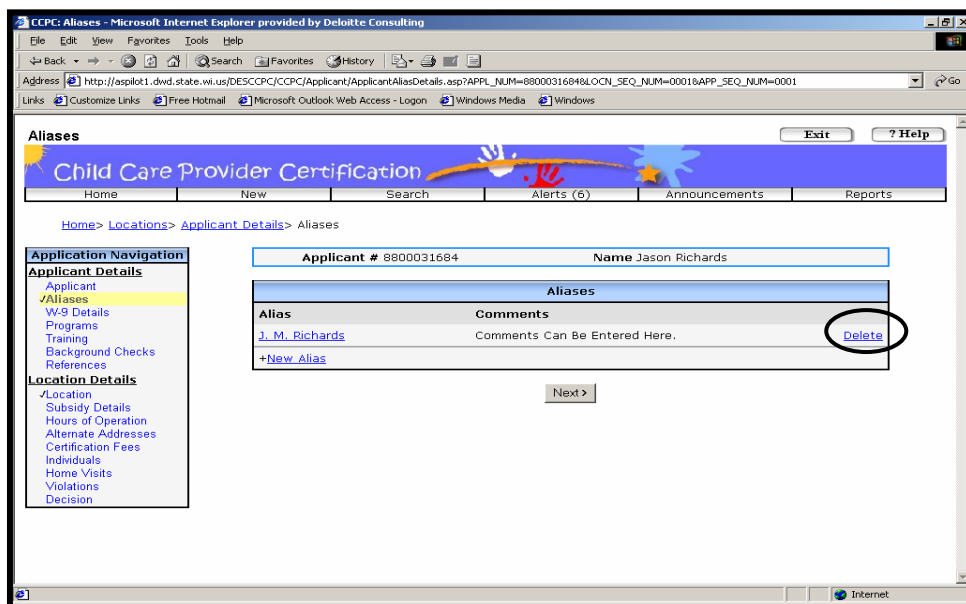 CCPC: Aliases - Microsoft Internet Explorer provided by Deloitte Consulting
File Edit View Favorites Tools Help
Back Search Favorites History
Address http://aspilot1.dwd.state.wi.us/DESCCPC/CCPC/Applicant/ApplicantAliasDetails.asp?APPL_NUM=8800031684&LOCN_SEQ_NUM=0001&APP_SEQ_NUM=0001 Go
Links Customize Links Free Hotmail Microsoft Outlook Web Access - Logon Windows Media Windows
Aliases Exit ? Help
Child Care Provider Certification
Home New Search Alerts (6) Announcements Reports
Home> Locations> Applicant Details> Aliases
Application Navigation
Applicant Details
Applicant
✓Aliases
W-9 Details
Programs
Training
Background Checks
References
Location Details
✓Location
Subsidy Details
Hours of Operation
Alternate Addresses
Certification Fees
Individuals
Home Visits
Violations
Decision
Applicant # 8800031684 Name Jason Richards
Aliases
Alias Comments
J. M. Richards Comments Can Be Entered Here. Delete
+New Alias
Next >
Internet